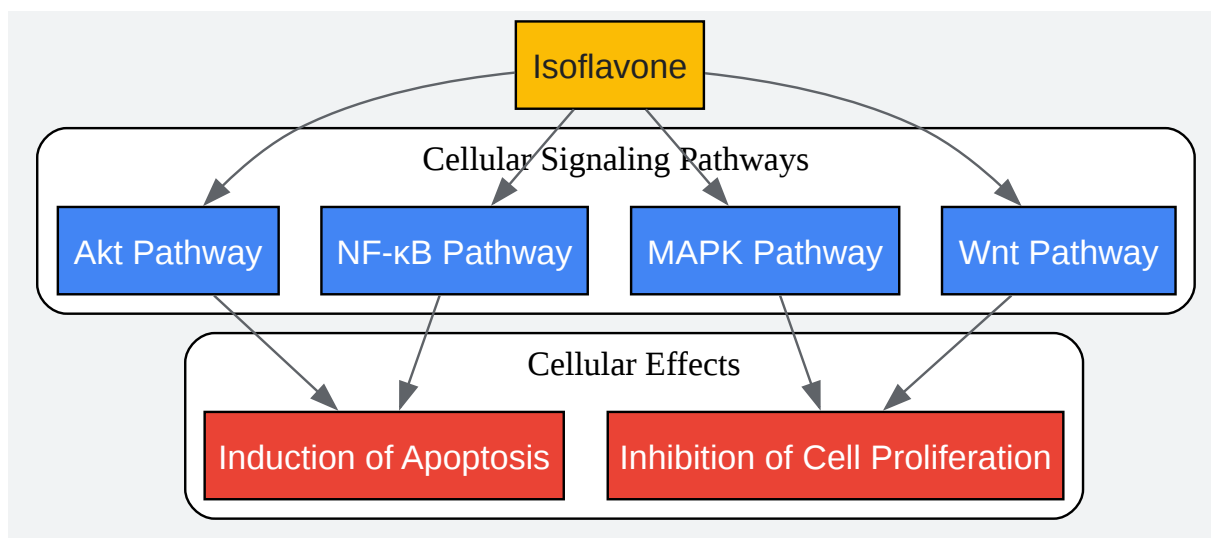 Isoflavone
Cellular Signaling Pathways
Akt Pathway
NF-κB Pathway
MAPK Pathway
Wnt Pathway
Cellular Effects
Induction of Apoptosis
Inhibition of Cell Proliferation